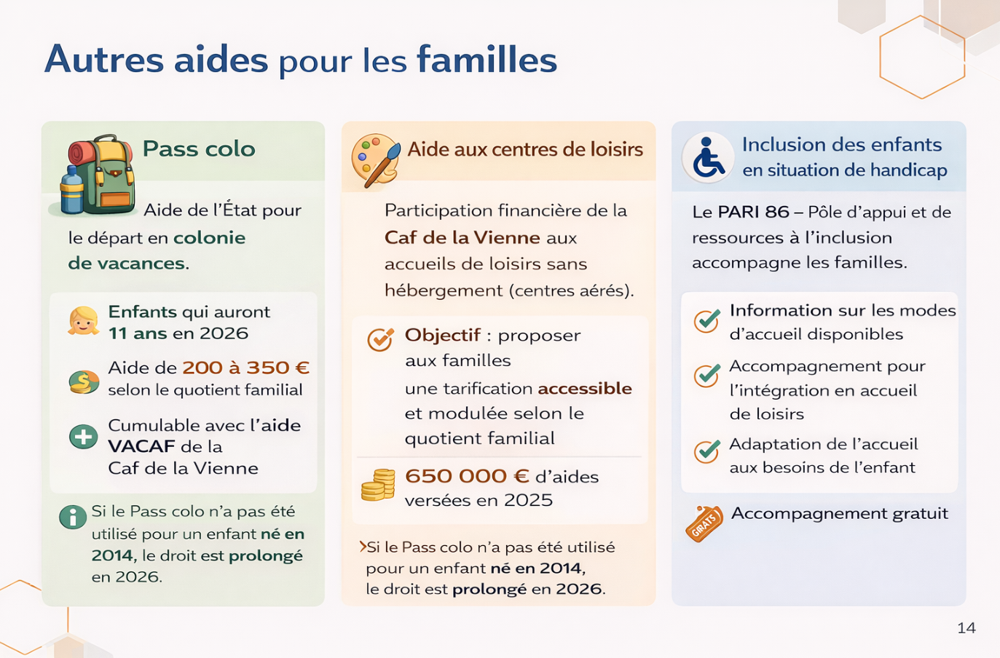 Autres aides pour les familles
Pass colo
Aide de l'État pour
le départ en colonie
de vacances.
Enfants qui auront
11 ans en 2026
Aide de 200 à 350 €
selon le quotient familial
Cumulable avec l'aide
VACAF de la
Caf de la Vienne
Si le Pass colo n'a pas été
utilisé pour un enfant né en
2014, le droit est prolongé
en 2026.
Aide aux centres de loisirs
Participation financière de la
Caf de la Vienne aux
accueils de loisirs sans
hébergement (centres aérés).
Objectif : proposer
aux familles
une tarification accessible
et modulée selon le
quotient familial
650 000 € d'aides
versées en 2025
Si le Pass colo n'a pas été utilisé
pour un enfant né en 2014,
le droit est prolongé en 2026.
Inclusion des enfants
en situation de handicap
Le PARI 86 – Pôle d'appui et de
ressources à l'inclusion
accompagne les familles.
Information sur les modes
d'accueil disponibles
Accompagnement pour
l'intégration en accueil
de loisirs
Adaptation de l'accueil
aux besoins de l'enfant
GRATS
Accompagnement gratuit
14